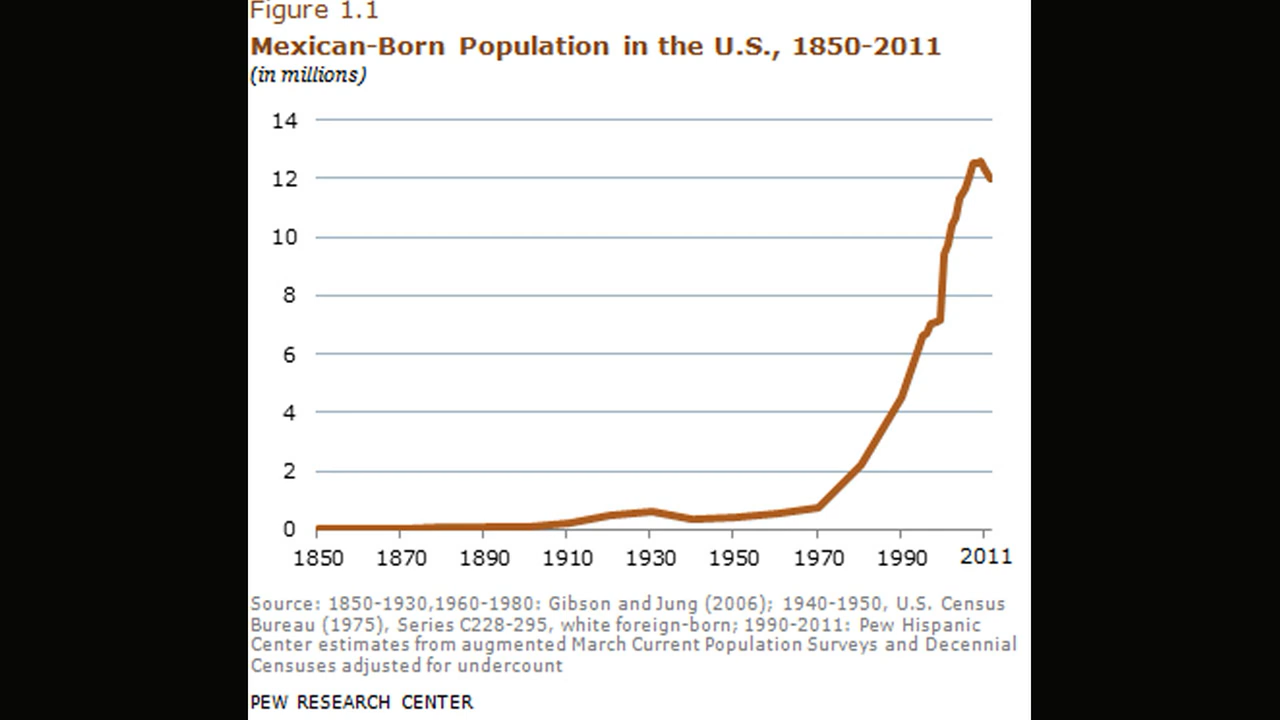 Figure 1.1
Mexican-Born Population in the U.S., 1850-2011
(in millions)
14
12
10
8
6
4
2
0
1850 1870 1890 1910 1930 1950 1970 1990 2011
Source: 1850-1930,1960-1980: Gibson and Jung (2006); 1940-1950, U.S. Census
Bureau (1975), Series C228-295, white foreign-born; 1990-2011: Pew Hispanic
Center estimates from augmented March Current Population Surveys and Decennial
Censuses adjusted for undercount
PEW RESEARCH CENTER